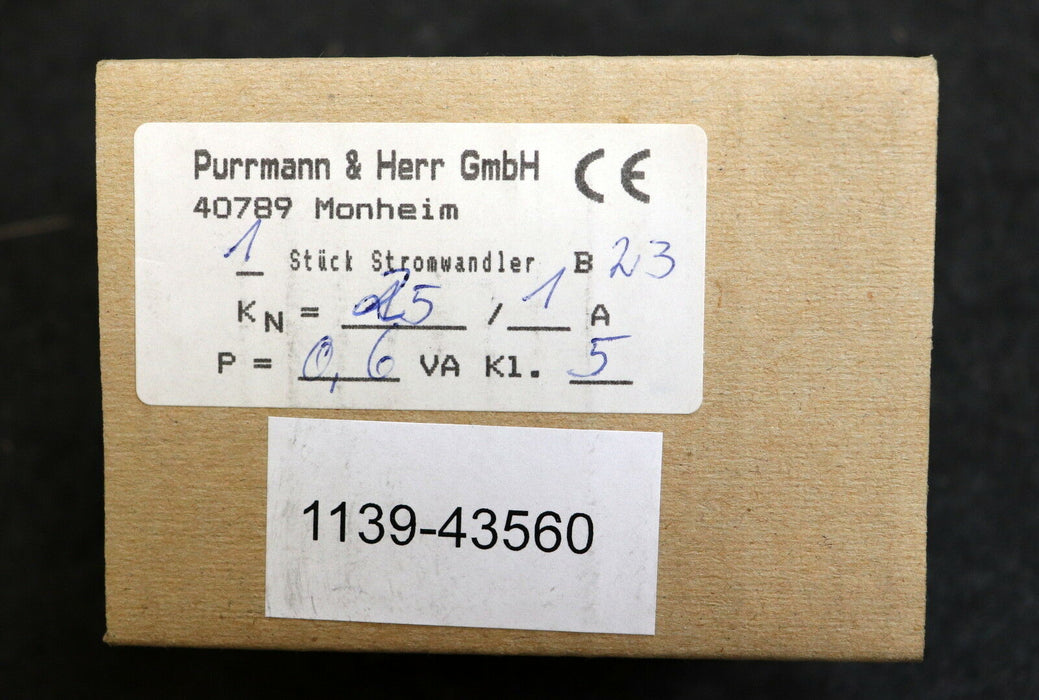 Purrmann & Herr GmbH CE
40789 Monheim
1 Stück Stromwandler B 23
KN = 25 / 1 A
P = 0,6 VA Kl. 5
1139-43560